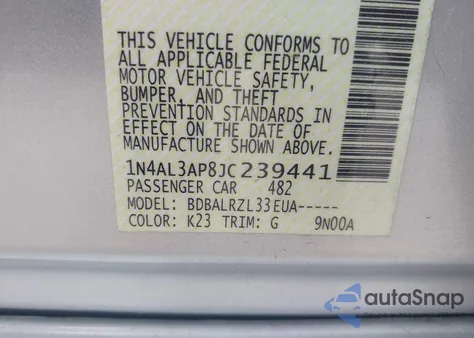 THIS VEHICLE CONFORMS TO
ALL APPLICABLE FEDERAL
MOTOR VEHICLE SAFETY,
BUMPER, AND THEFT
PREVENTION STANDARDS IN
EFFECT ON THE DATE OF
MANUFACTURE SHOWN ABOVE.
1N4AL3AP8JC239441
PASSENGER CAR 482
MODEL: BDBALRZL33EUA-----
COLOR: K23 TRIM: G 9N00A
autoSnap